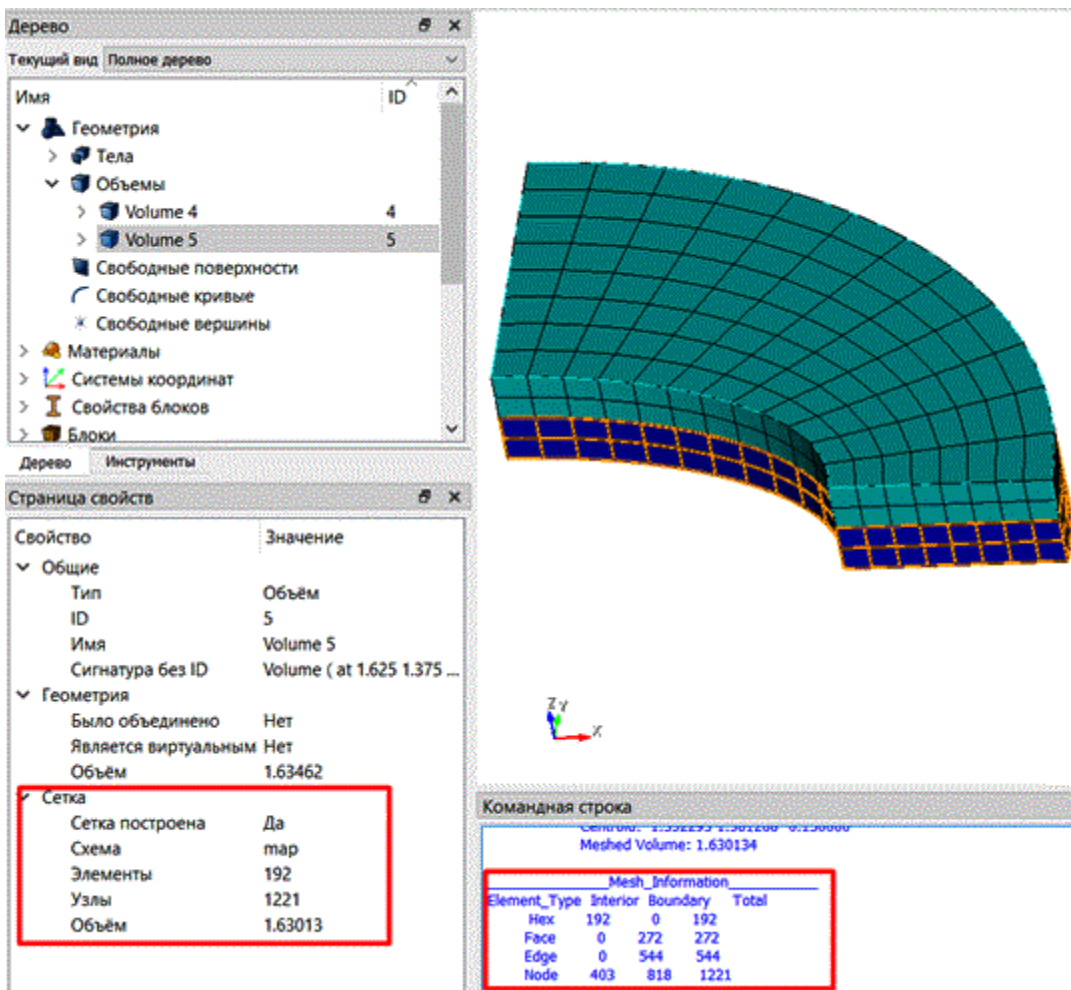 Дерево
Текущий вид Полное дерево
Имя ID
Геометрия
Тела
Объемы
Volume 4 4
Volume 5 5
Свободные поверхности
Свободные кривые
Свободные вершины
Материалы
Системы координат
Свойства блоков
Блоки
Дерево Инструменты
Страница свойств
Свойство Значение
Общие
Тип Объём
ID 5
Имя Volume 5
Сигнатура без ID Volume ( at 1.625 1.375 ...
Геометрия
Было объединено Нет
Является виртуальным Нет
Объём 1.63462
Сетка
Сетка построена Да
Схема map
Элементы 192
Узлы 1221
Объём 1.63013
Z Y
X
Командная строка
Meshed Volume: 1.630134
Mesh_Information
Element_Type Interior Boundary Total
Hex 192 0 192
Face 0 272 272
Edge 0 544 544
Node 403 818 1221